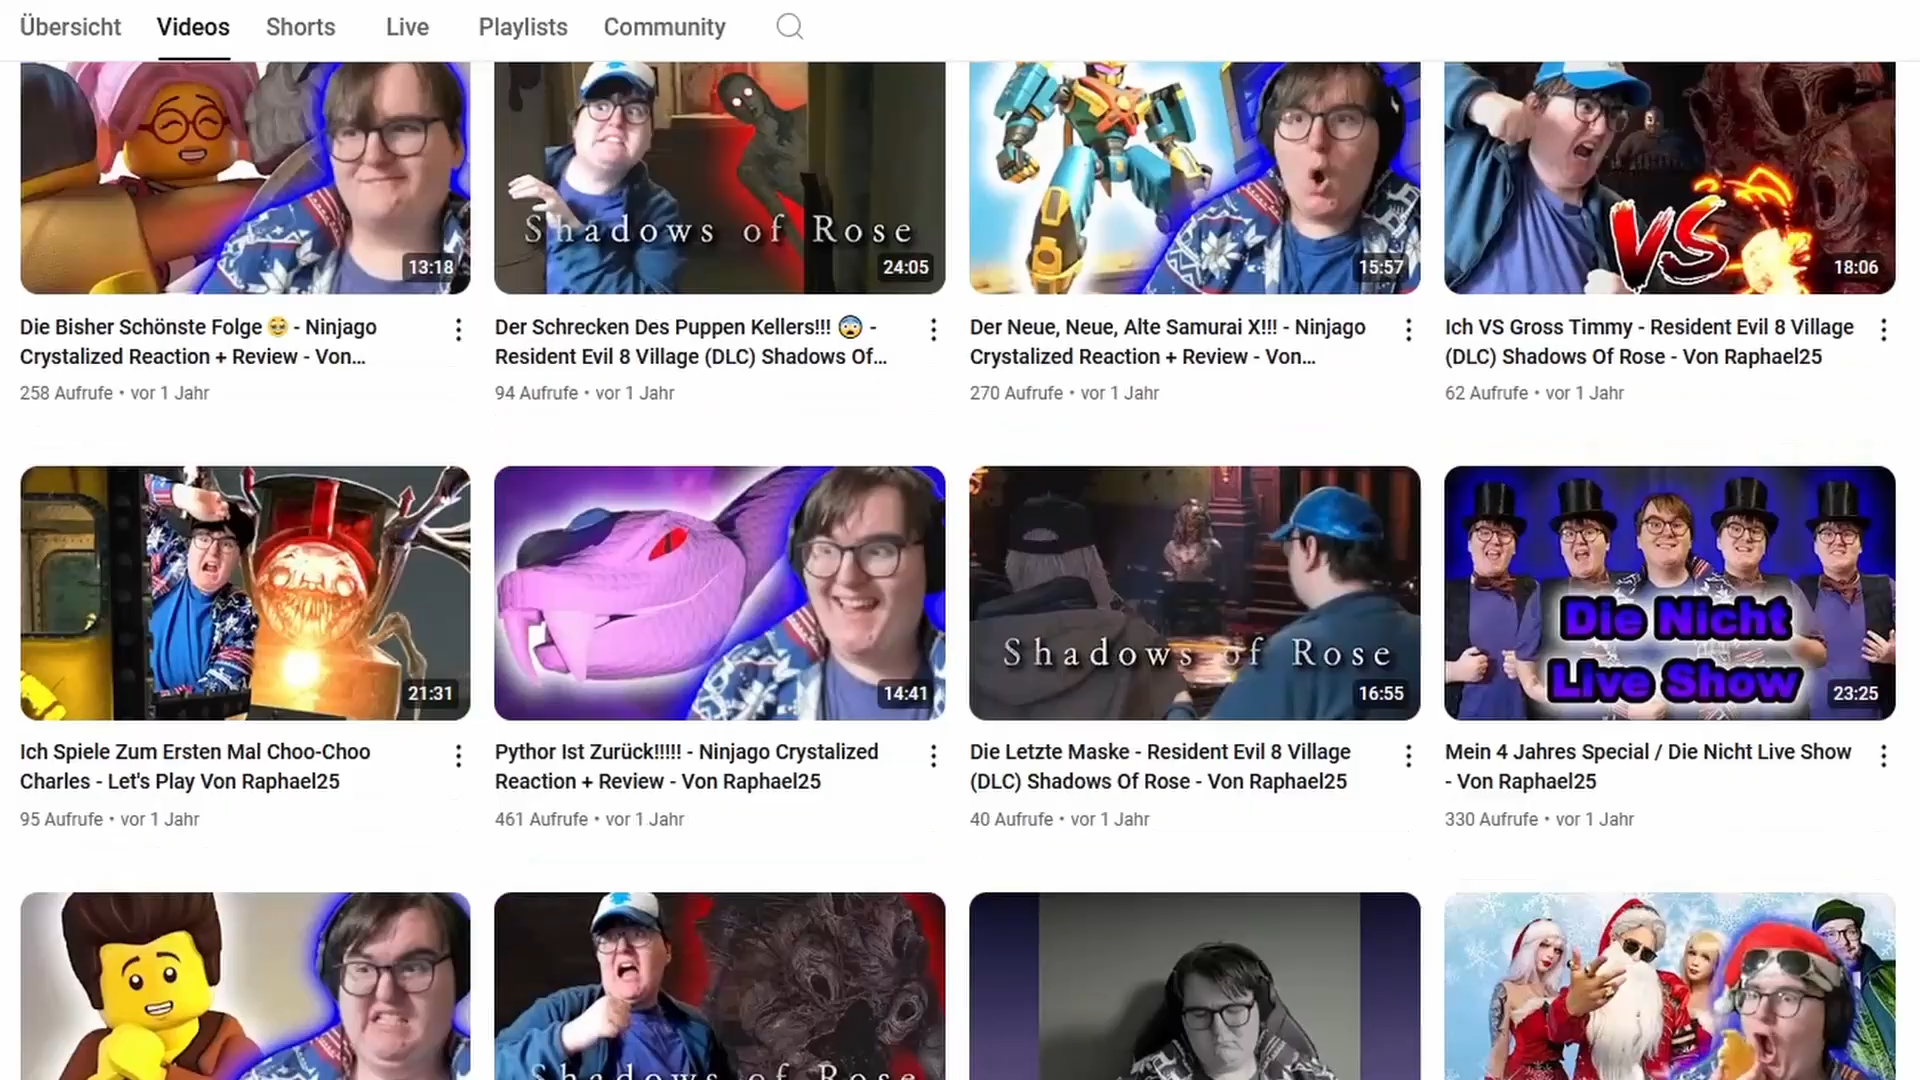 Übersicht Videos Shorts Live Playlists Community
Shadows of Rose
VS
13:18 24:05 15:57 18:06
Die Bisher Schönste Folge 🥹 - Ninjago
Crystalized Reaction + Review - Von...
258 Aufrufe • vor 1 Jahr
Der Schrecken Des Puppen Kellers!!! 😨 -
Resident Evil 8 Village (DLC) Shadows Of...
94 Aufrufe • vor 1 Jahr
Der Neue, Neue, Alte Samurai X!!! - Ninjago
Crystalized Reaction + Review - Von...
270 Aufrufe • vor 1 Jahr
Ich VS Gross Timmy - Resident Evil 8 Village
(DLC) Shadows Of Rose - Von Raphael25
62 Aufrufe • vor 1 Jahr
Shadows of Rose
Die Nicht
Live Show
21:31 14:41 16:55 23:25
Ich Spiele Zum Ersten Mal Choo-Choo
Charles - Let's Play Von Raphael25
95 Aufrufe • vor 1 Jahr
Pythor Ist Zurück!!!!! - Ninjago Crystalized
Reaction + Review - Von Raphael25
461 Aufrufe • vor 1 Jahr
Die Letzte Maske - Resident Evil 8 Village
(DLC) Shadows Of Rose - Von Raphael25
40 Aufrufe • vor 1 Jahr
Mein 4 Jahres Special / Die Nicht Live Show
- Von Raphael25
330 Aufrufe • vor 1 Jahr
Shadows of Rose